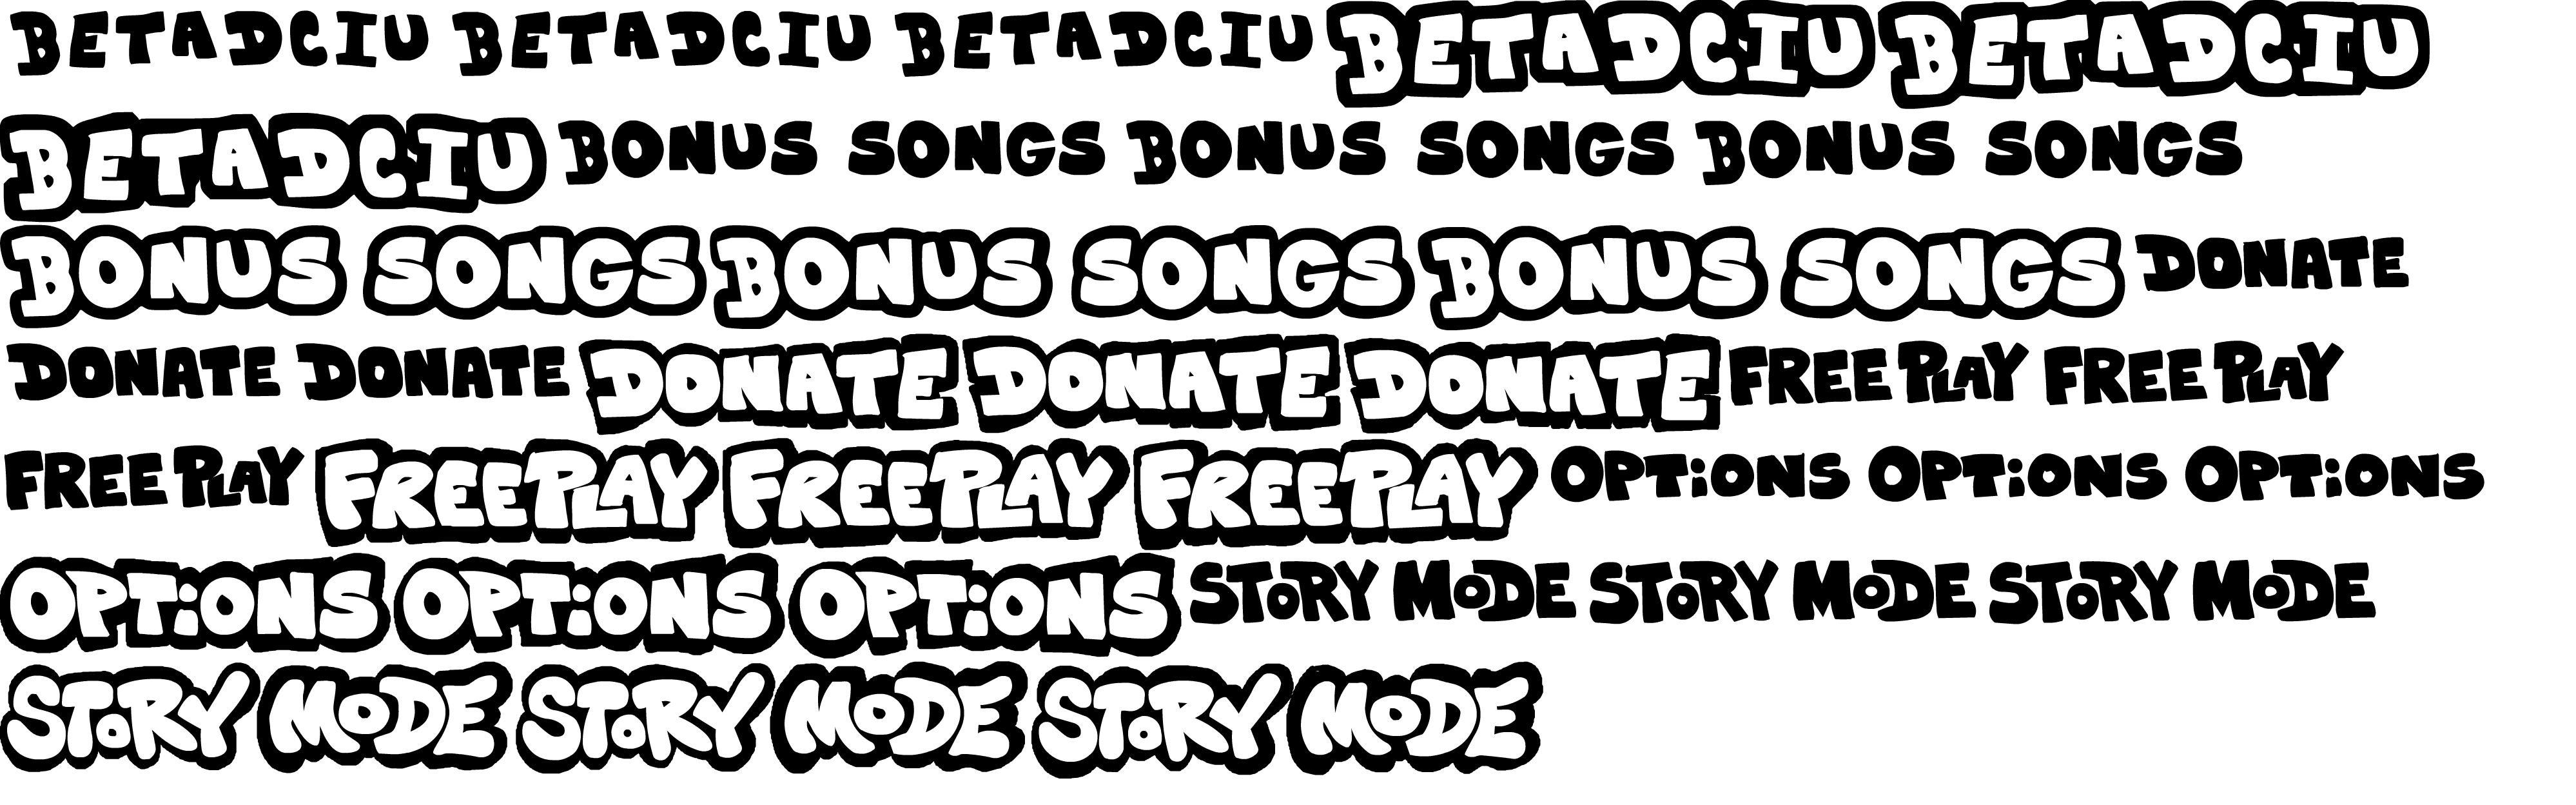 BETADCIU BETADCIU BETADCIU BETADCIU BETADCIU
BETADCIU BONUS SONGS BONUS SONGS BONUS SONGS
BONUS SONGS BONUS SONGS BONUS SONGS DONATE
DONATE DONATE DONATE DONATE DONATE FREEPLAY FREEPLAY
FREEPLAY FREEPLAY FREEPLAY FREEPLAY OPTiONS OPTiONS OPTiONS
OPTiONS OPTiONS OPTiONS STORY MODE STORY MODE STORY MODE
STORY MODE STORY MODE STORY MODE